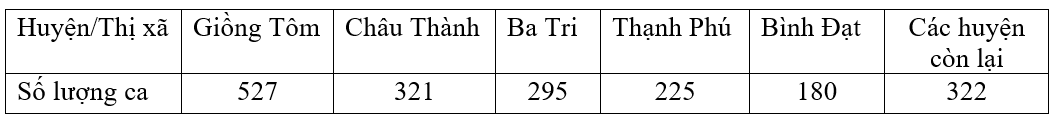 Huyện/Thị xã Giồng Tôm Châu Thành Ba Tri Thạnh Phú Bình Đạt Các huyện
còn lại
Số lượng ca 527 321 295 225 180 322